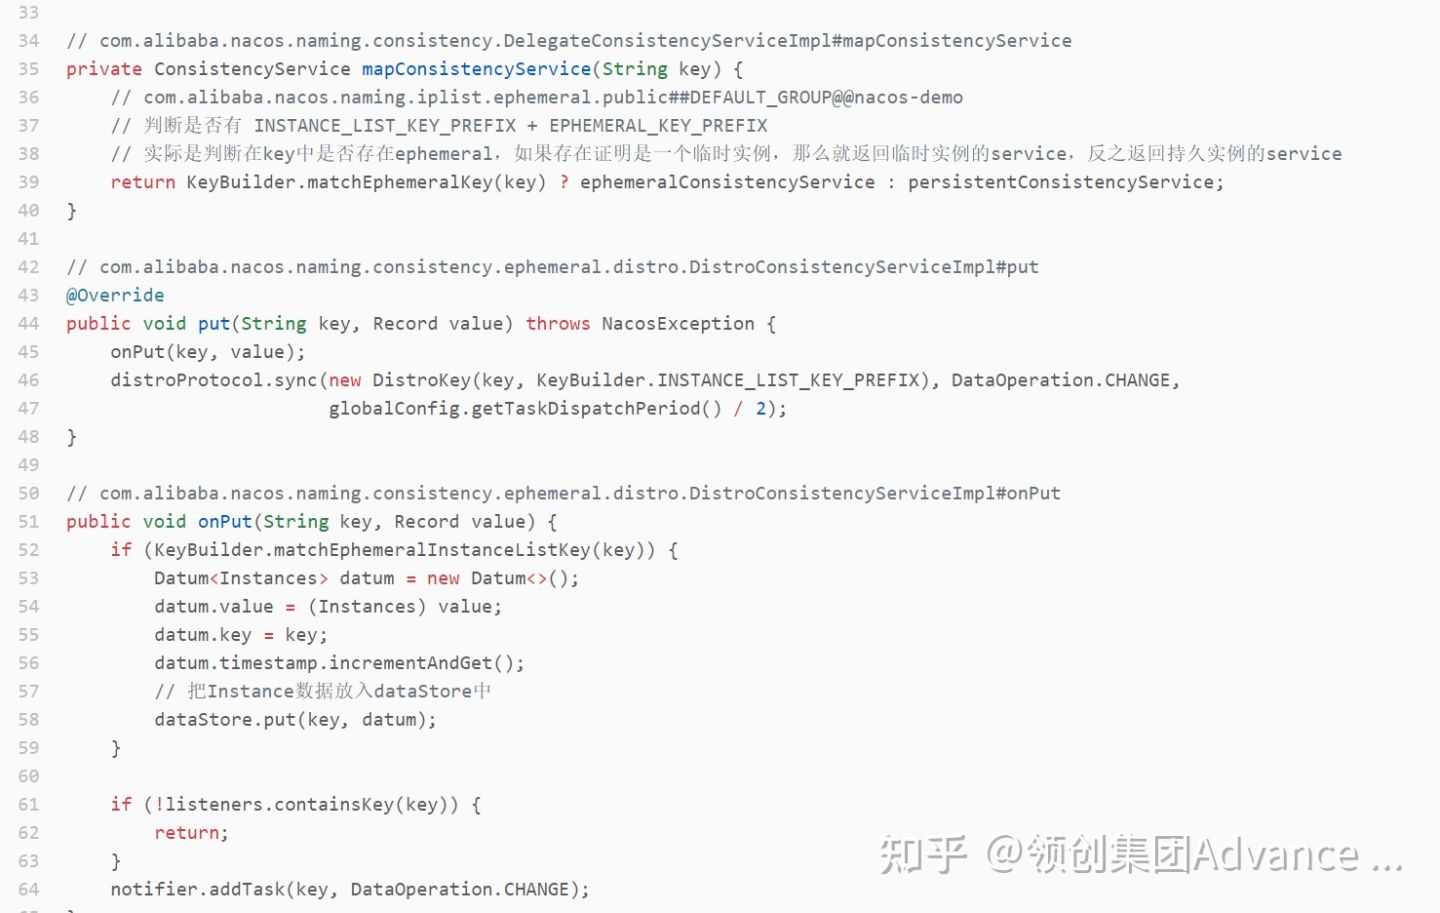 33
34 // com.alibaba.nacos.naming.consistency.DelegateConsistencyServiceImpl#mapConsistencyService
35 private ConsistencyService mapConsistencyService(String key) {
36     // com.alibaba.nacos.naming.iplist.ephemeral.public##DEFAULT_GROUP@@nacos-demo
37     // 判断是否有 INSTANCE_LIST_KEY_PREFIX + EPHEMERAL_KEY_PREFIX
38     // 实际是判断在key中是否存在ephemeral，如果存在证明是一个临时实例，那么就返回临时实例的service，反之返回持久实例的service
39     return KeyBuilder.matchEphemeralKey(key) ? ephemeralConsistencyService : persistentConsistencyService;
40 }
41
42 // com.alibaba.nacos.naming.consistency.ephemeral.distro.DistroConsistencyServiceImpl#put
43 @Override
44 public void put(String key, Record value) throws NacosException {
45     onPut(key, value);
46     distroProtocol.sync(new DistroKey(key, KeyBuilder.INSTANCE_LIST_KEY_PREFIX), DataOperation.CHANGE,
47                         globalConfig.getTaskDispatchPeriod() / 2);
48 }
49
50 // com.alibaba.nacos.naming.consistency.ephemeral.distro.DistroConsistencyServiceImpl#onPut
51 public void onPut(String key, Record value) {
52     if (KeyBuilder.matchEphemeralInstanceListKey(key)) {
53         Datum<Instances> datum = new Datum<>();
54         datum.value = (Instances) value;
55         datum.key = key;
56         datum.timestamp.incrementAndGet();
57         // 把Instance数据放入dataStore中
58         dataStore.put(key, datum);
59     }
60
61     if (!listeners.containsKey(key)) {
62         return;
63     }
64     notifier.addTask(key, DataOperation.CHANGE);
知乎 @领创集团Advance ...